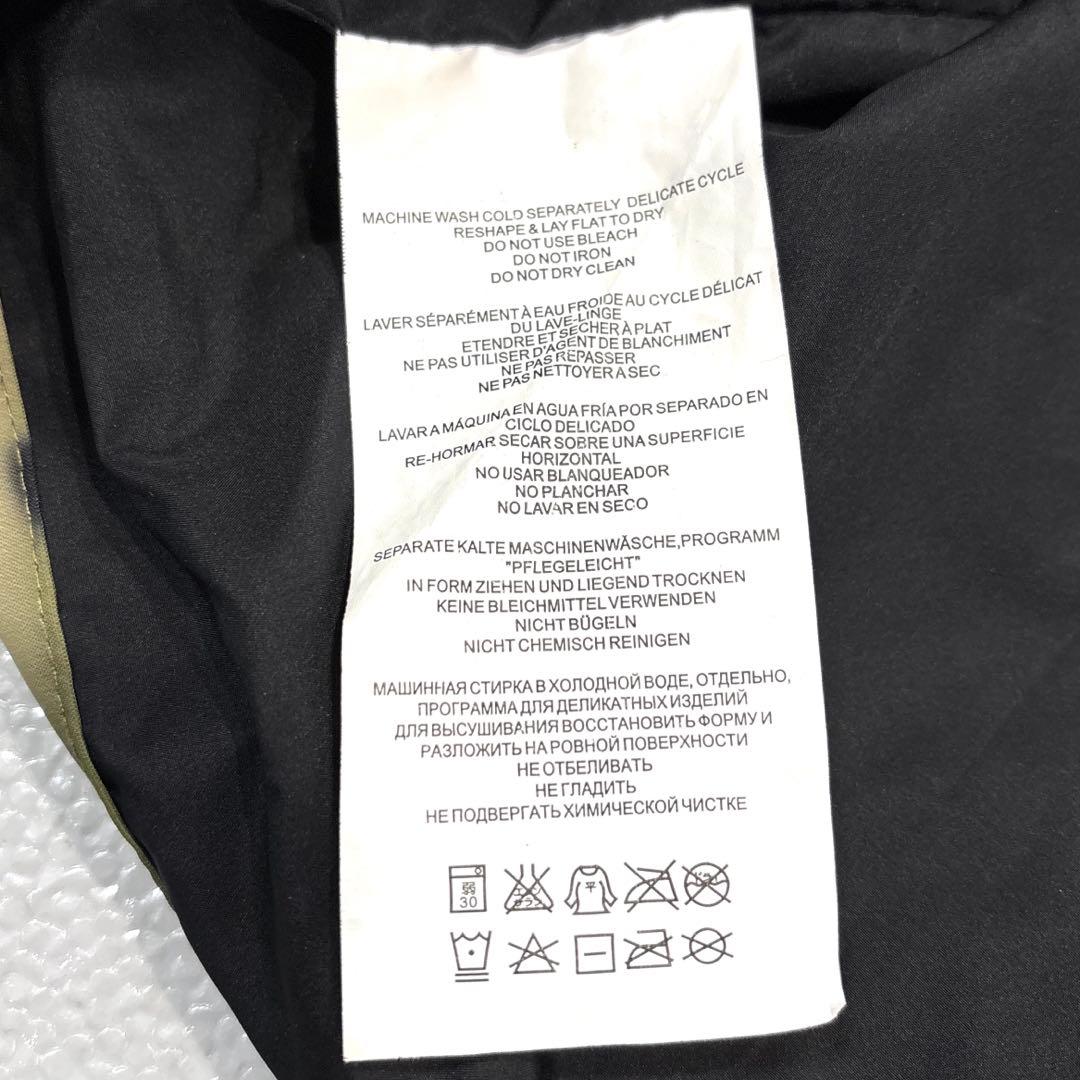 MACHINE WASH COLD SEPARATELY DELICATE CYCLE
RESHAPE & LAY FLAT TO DRY
DO NOT USE BLEACH
DO NOT IRON
DO NOT DRY CLEAN
LAVER SÉPARÉMENT À EAU FROIDE AU CYCLE DÉLICAT
DU LAVE-LINGE
ETENDRE ET SÉCHER À PLAT
NE PAS UTILISER D'AGENT DE BLANCHIMENT
NE PAS REPASSER
NE PAS NETTOYER A SEC
LAVAR A MÁQUINA EN AGUA FRÍA POR SEPARADO EN
CICLO DELICADO
RE-HORMAR SECAR SOBRE UNA SUPERFICIE
HORIZONTAL
NO USAR BLANQUEADOR
NO PLANCHAR
NO LAVAR EN SECO
SEPARATE KALTE MASCHINENWÄSCHE,PROGRAMM
"PFLEGELEICHT"
IN FORM ZIEHEN UND LIEGEND TROCKNEN
KEINE BLEICHMITTEL VERWENDEN
NICHT BÜGELN
NICHT CHEMISCH REINIGEN
МАШИННАЯ СТИРКА В ХОЛОДНОЙ ВОДЕ, ОТДЕЛЬНО,
ПРОГРАММА ДЛЯ ДЕЛИКАТНЫХ ИЗДЕЛИЙ
ДЛЯ ВЫСУШИВАНИЯ ВОССТАНОВИТЬ ФОРМУ И
РАЗЛОЖИТЬ НА РОВНОЙ ПОВЕРХНОСТИ
НЕ ОТБЕЛИВАТЬ
НЕ ГЛАДИТЬ
НЕ ПОДВЕРГАТЬ ХИМИЧЕСКОЙ ЧИСТКЕ
弱 平
30